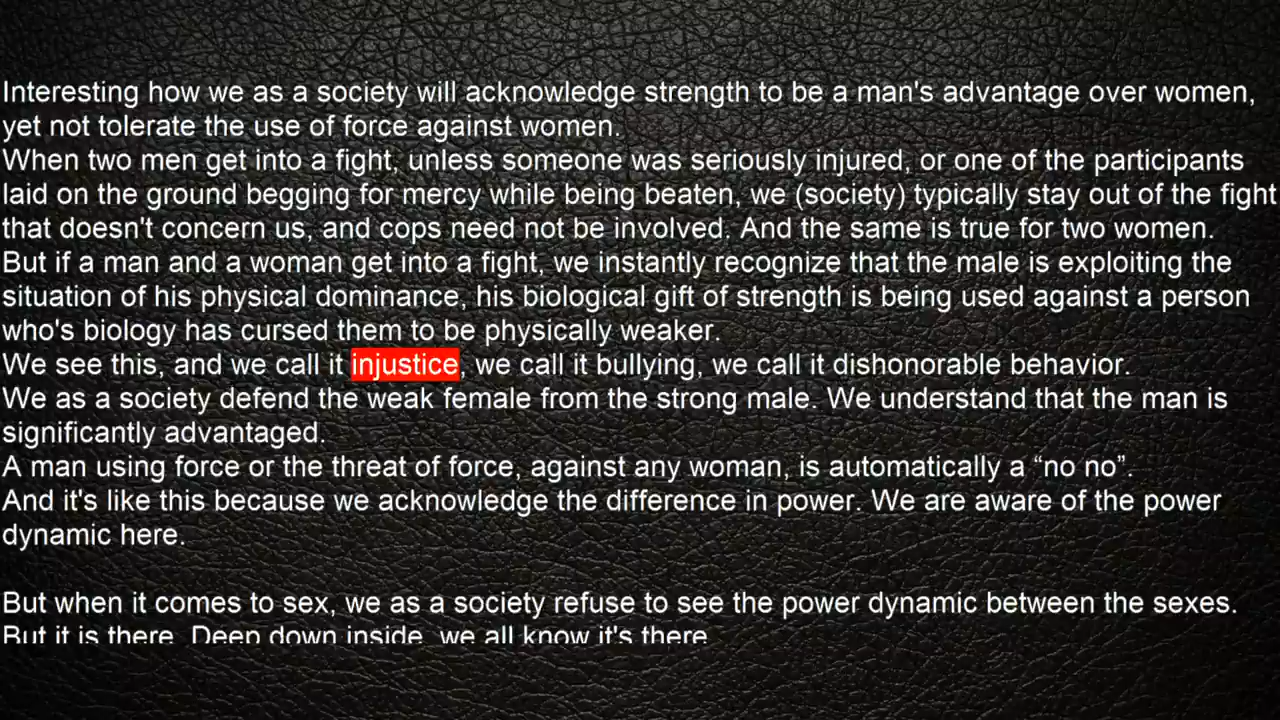 Interesting how we as a society will acknowledge strength to be a man's advantage over women,
yet not tolerate the use of force against women.
When two men get into a fight, unless someone was seriously injured, or one of the participants
laid on the ground begging for mercy while being beaten, we (society) typically stay out of the fight
that doesn't concern us, and cops need not be involved. And the same is true for two women.
But if a man and a woman get into a fight, we instantly recognize that the male is exploiting the
situation of his physical dominance, his biological gift of strength is being used against a person
who's biology has cursed them to be physically weaker.
We see this, and we call it injustice, we call it bullying, we call it dishonorable behavior.
We as a society defend the weak female from the strong male. We understand that the man is
significantly advantaged.
A man using force or the threat of force, against any woman, is automatically a “no no”.
And it's like this because we acknowledge the difference in power. We are aware of the power
dynamic here.
But when it comes to sex, we as a society refuse to see the power dynamic between the sexes.
But it is there. Deep down inside, we all know it's there